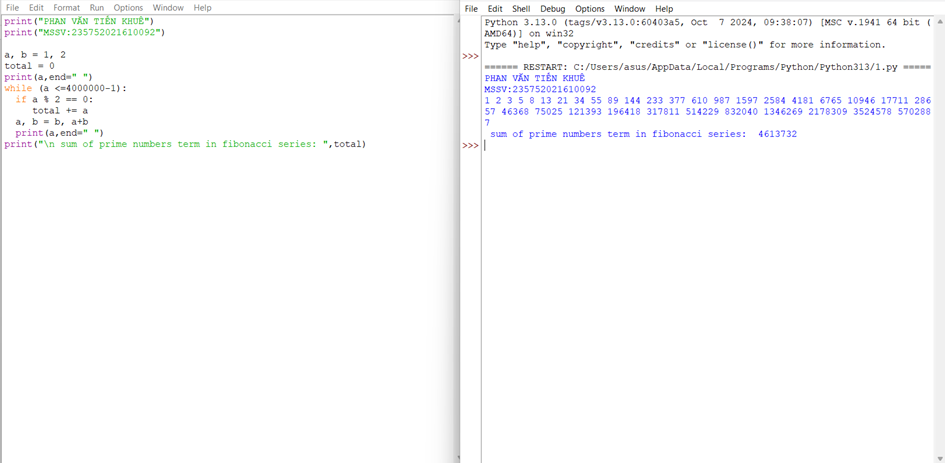 File Edit Format Run Options Window Help
print("PHAN VĂN TIẾN KHUÊ")
print("MSSV:235752021610092")
a, b = 1, 2
total = 0
print(a,end=" ")
while (a <=4000000-1):
if a % 2 == 0:
total += a
a, b = b, a+b
print(a,end=" ")
print("\n sum of prime numbers term in fibonacci series: ",total)
File Edit Shell Debug Options Window Help
Python 3.13.0 (tags/v3.13.0:60403a5, Oct 7 2024, 09:38:07) [MSC v.1941 64 bit (
AMD64)] on win32
Type "help", "copyright", "credits" or "license()" for more information.
>>>
====== RESTART: C:/Users/asus/AppData/Local/Programs/Python/Python313/1.py =====
PHAN VĂN TIẾN KHUÊ
MSSV:235752021610092
1 2 3 5 8 13 21 34 55 89 144 233 377 610 987 1597 2584 4181 6765 10946 17711 286
57 46368 75025 121393 196418 317811 514229 832040 1346269 2178309 3524578 570288
7
sum of prime numbers term in fibonacci series: 4613732
>>>